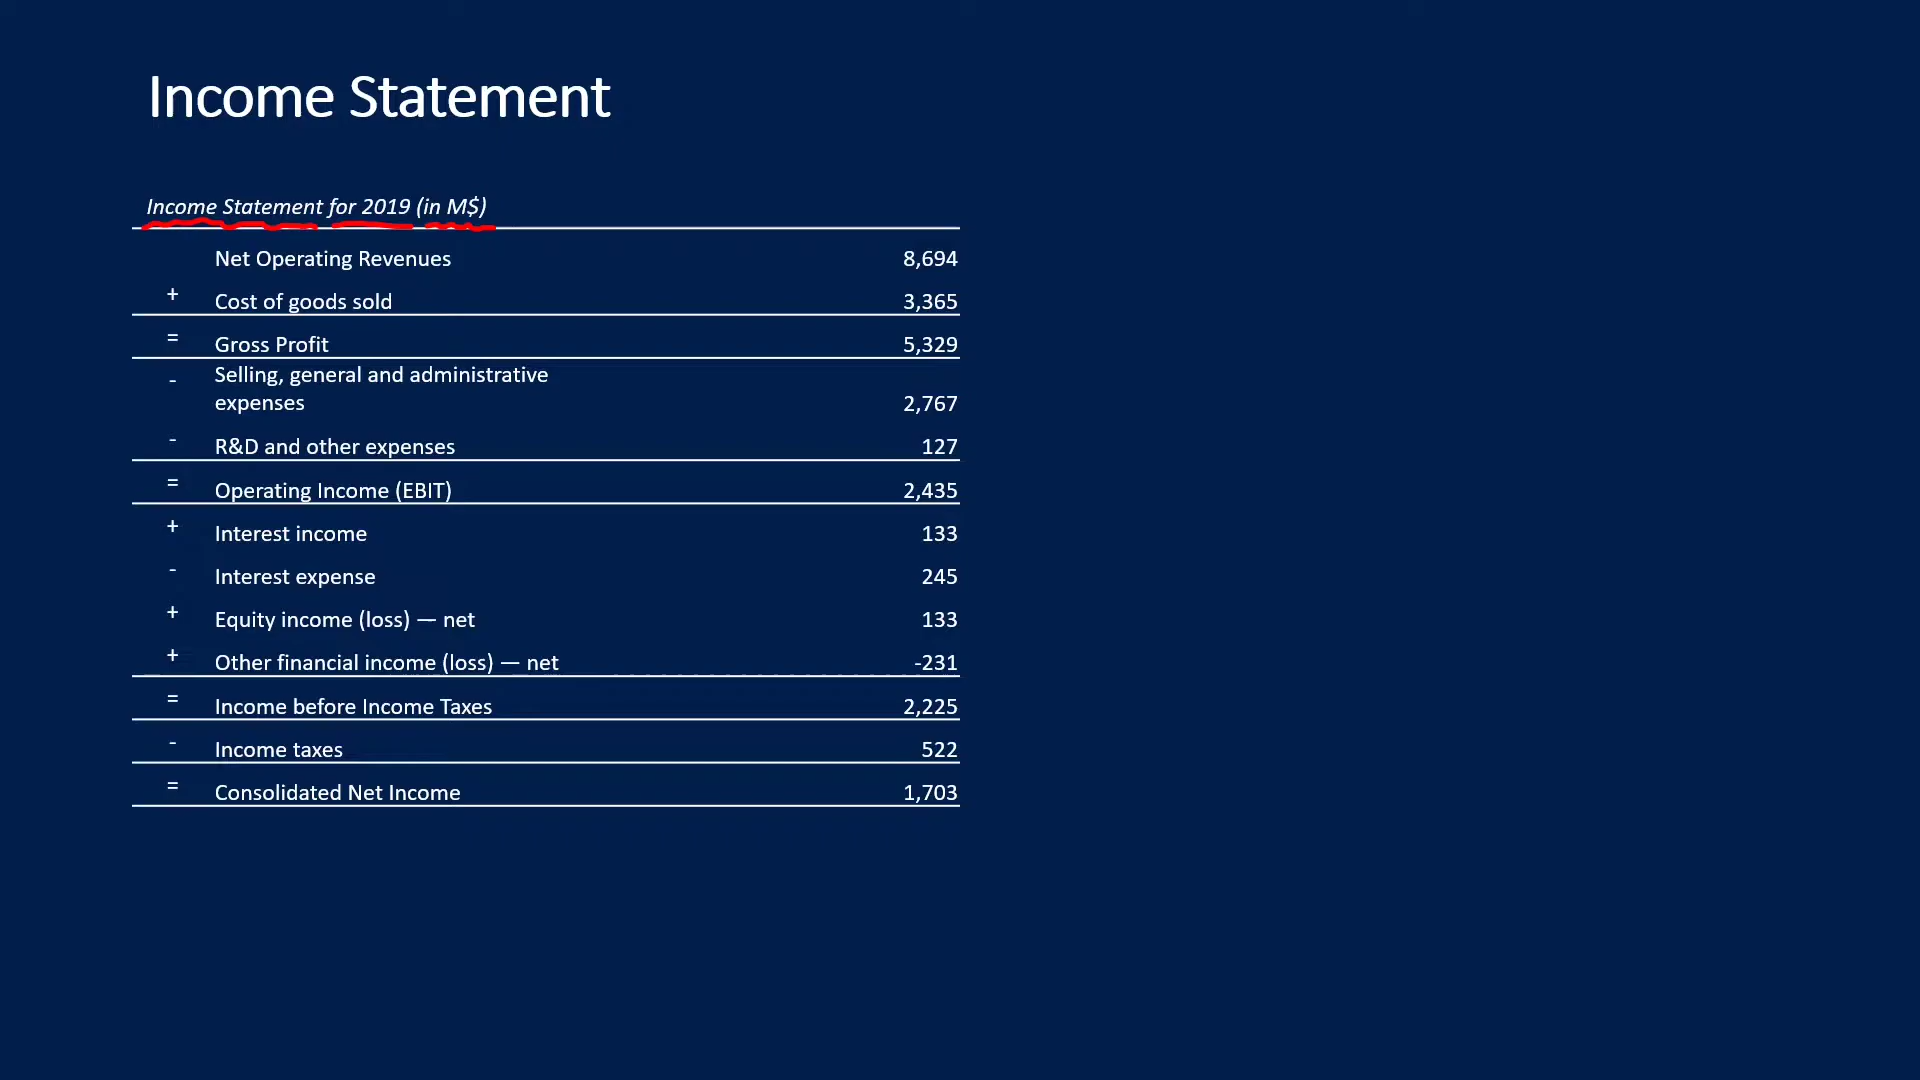 Income Statement
Income Statement for 2019 (in M$)
Net Operating Revenues 8,694
+ Cost of goods sold 3,365
= Gross Profit 5,329
- Selling, general and administrative
expenses 2,767
- R&D and other expenses 127
= Operating Income (EBIT) 2,435
+ Interest income 133
- Interest expense 245
+ Equity income (loss) — net 133
+ Other financial income (loss) — net -231
= Income before Income Taxes 2,225
- Income taxes 522
= Consolidated Net Income 1,703